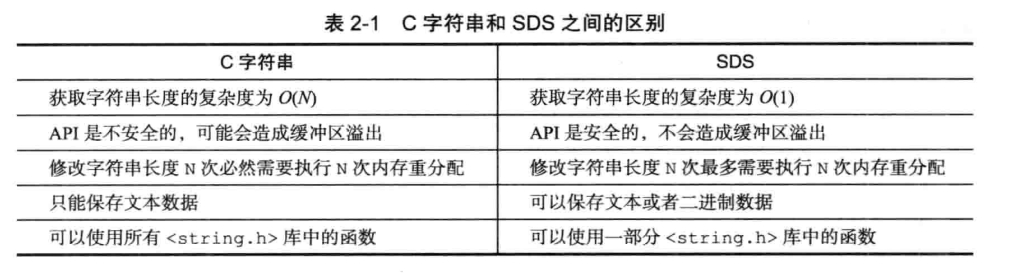 表 2-1 C 字符串和 SDS 之间的区别
C 字符串 SDS
获取字符串长度的复杂度为 O(N) 获取字符串长度的复杂度为 O(1)
API 是不安全的，可能会造成缓冲区溢出 API 是安全的，不会造成缓冲区溢出
修改字符串长度 N 次必然需要执行 N 次内存重分配 修改字符串长度 N 次最多需要执行 N 次内存重分配
只能保存文本数据 可以保存文本或者二进制数据
可以使用所有 <string.h> 库中的函数 可以使用一部分 <string.h> 库中的函数